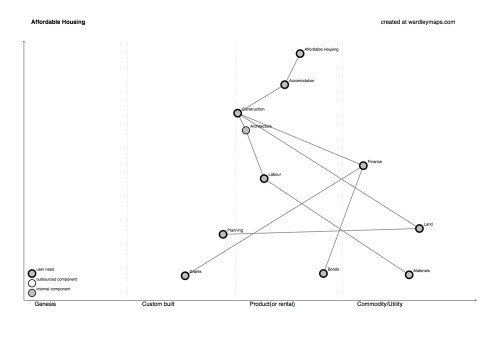 Affordable Housing
created at wardleymaps.com
Affordable Housing
Accomodation
Construction
Architecture
Finance
Labour
Land
Planning
Grants
Bonds
Materials
user need
outsourced component
internal component
Genesis
Custom built
Product(or rental)
Commodity/Utility